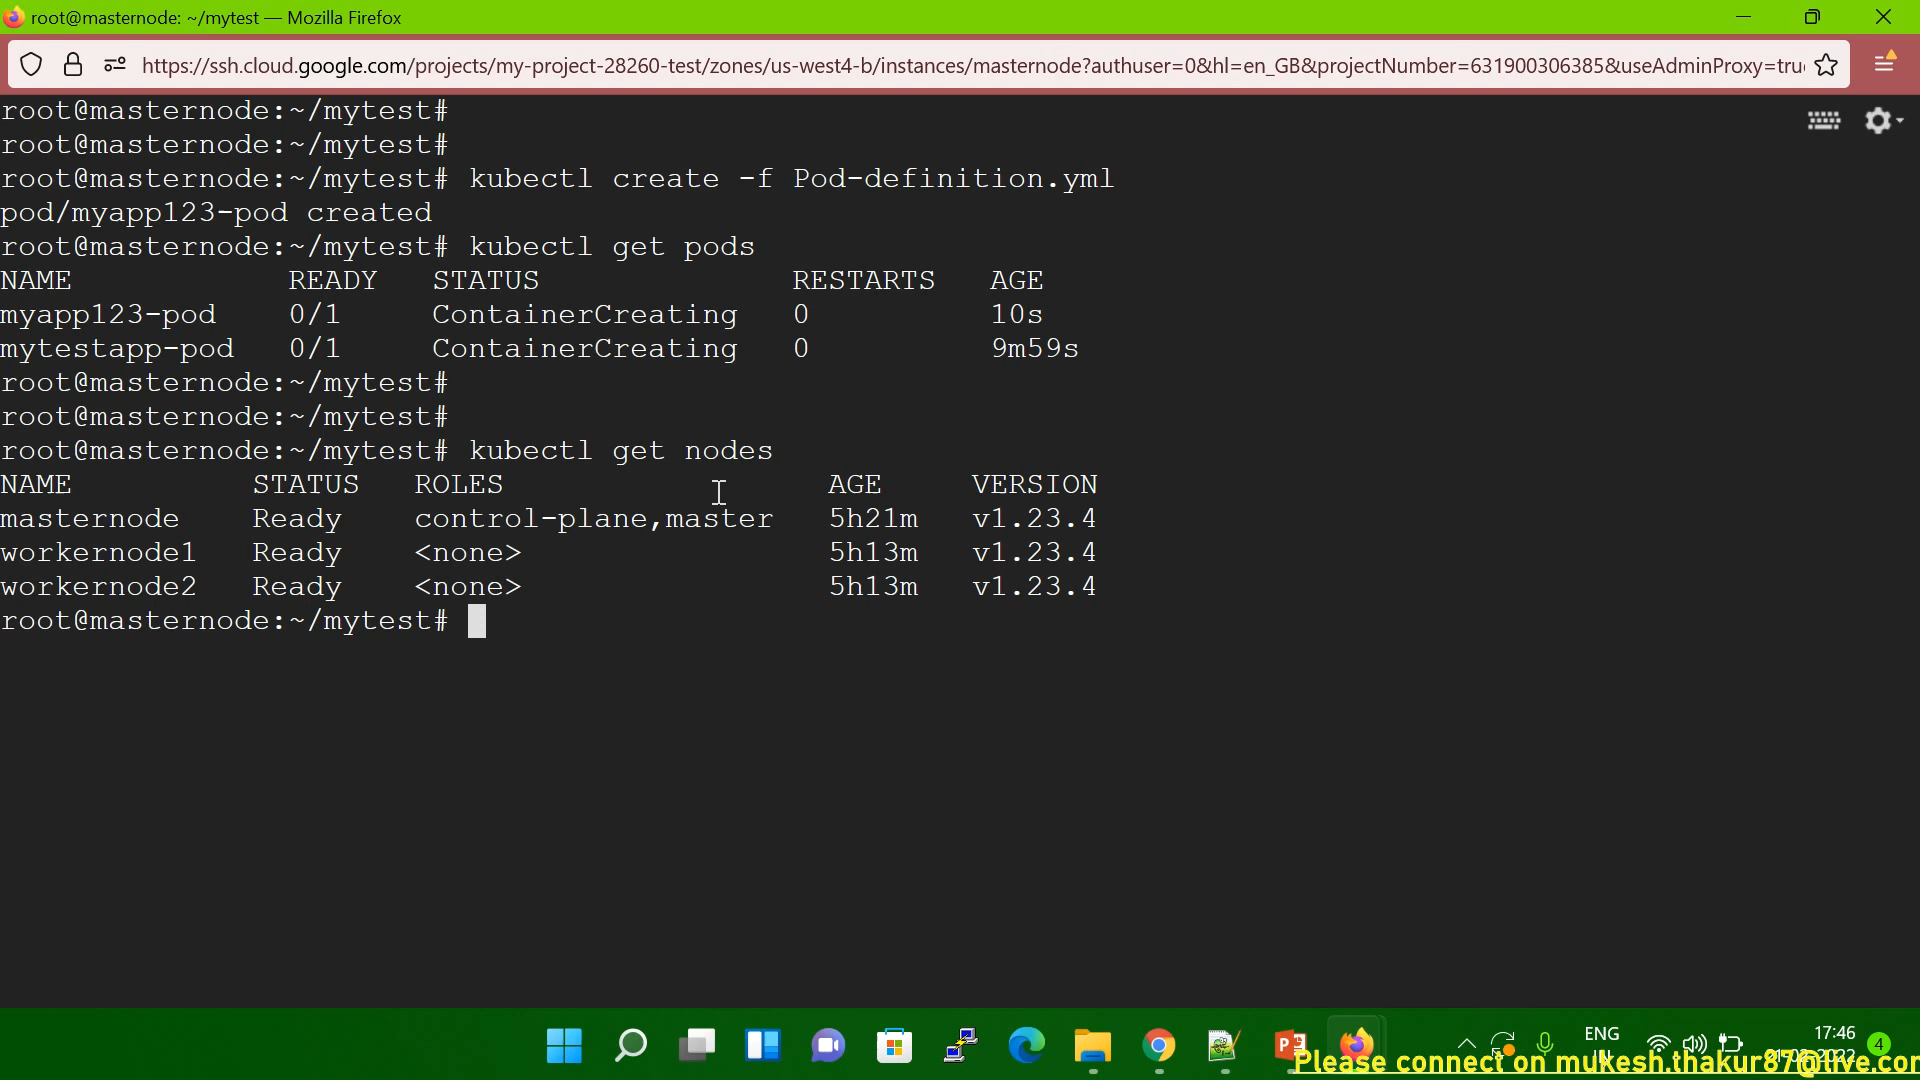 root@masternode: ~/mytest — Mozilla Firefox
https://ssh.cloud.google.com/projects/my-project-28260-test/zones/us-west4-b/instances/masternode?authuser=0&hl=en_GB&projectNumber=631900306385&useAdminProxy=tru
root@masternode:~/mytest#
root@masternode:~/mytest#
root@masternode:~/mytest# kubectl create -f Pod-definition.yml
pod/myapp123-pod created
root@masternode:~/mytest# kubectl get pods
NAME READY STATUS RESTARTS AGE
myapp123-pod 0/1 ContainerCreating 0 10s
mytestapp-pod 0/1 ContainerCreating 0 9m59s
root@masternode:~/mytest#
root@masternode:~/mytest#
root@masternode:~/mytest# kubectl get nodes
NAME STATUS ROLES AGE VERSION
masternode Ready control-plane,master 5h21m v1.23.4
workernode1 Ready <none> 5h13m v1.23.4
workernode2 Ready <none> 5h13m v1.23.4
root@masternode:~/mytest#
ENG
IN
17:46
4
Please connect on mukesh.thakur87@live.com